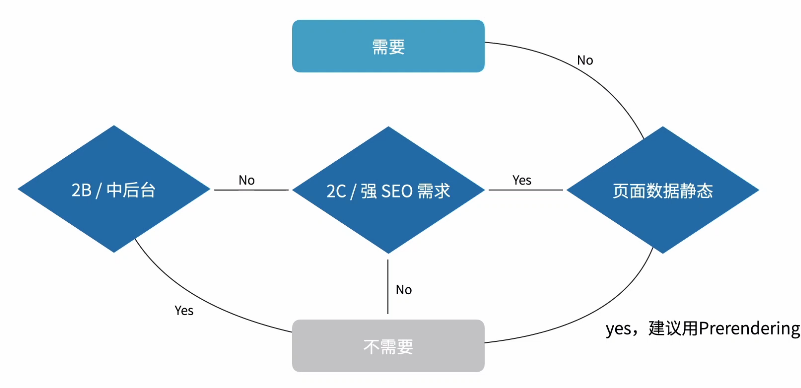 需要
No
2B / 中后台
No
2C / 强 SEO 需求
Yes
页面数据静态
Yes
No
不需要
yes，建议用Prerendering